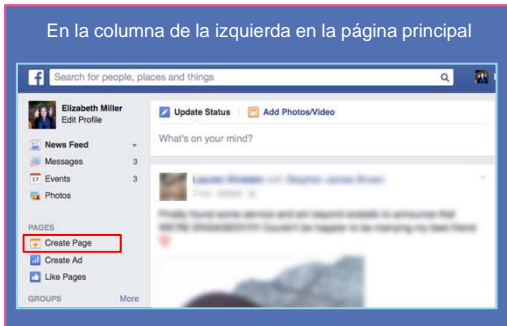 En la columna de la izquierda en la página principal
f Search for people, places and things
Elizabeth Miller
Edit Profile
News Feed
Messages 3
Events 3
Photos
PAGES
Create Page
Create Ad
Like Pages
GROUPS More
Update Status Add Photos/Video
What's on your mind?